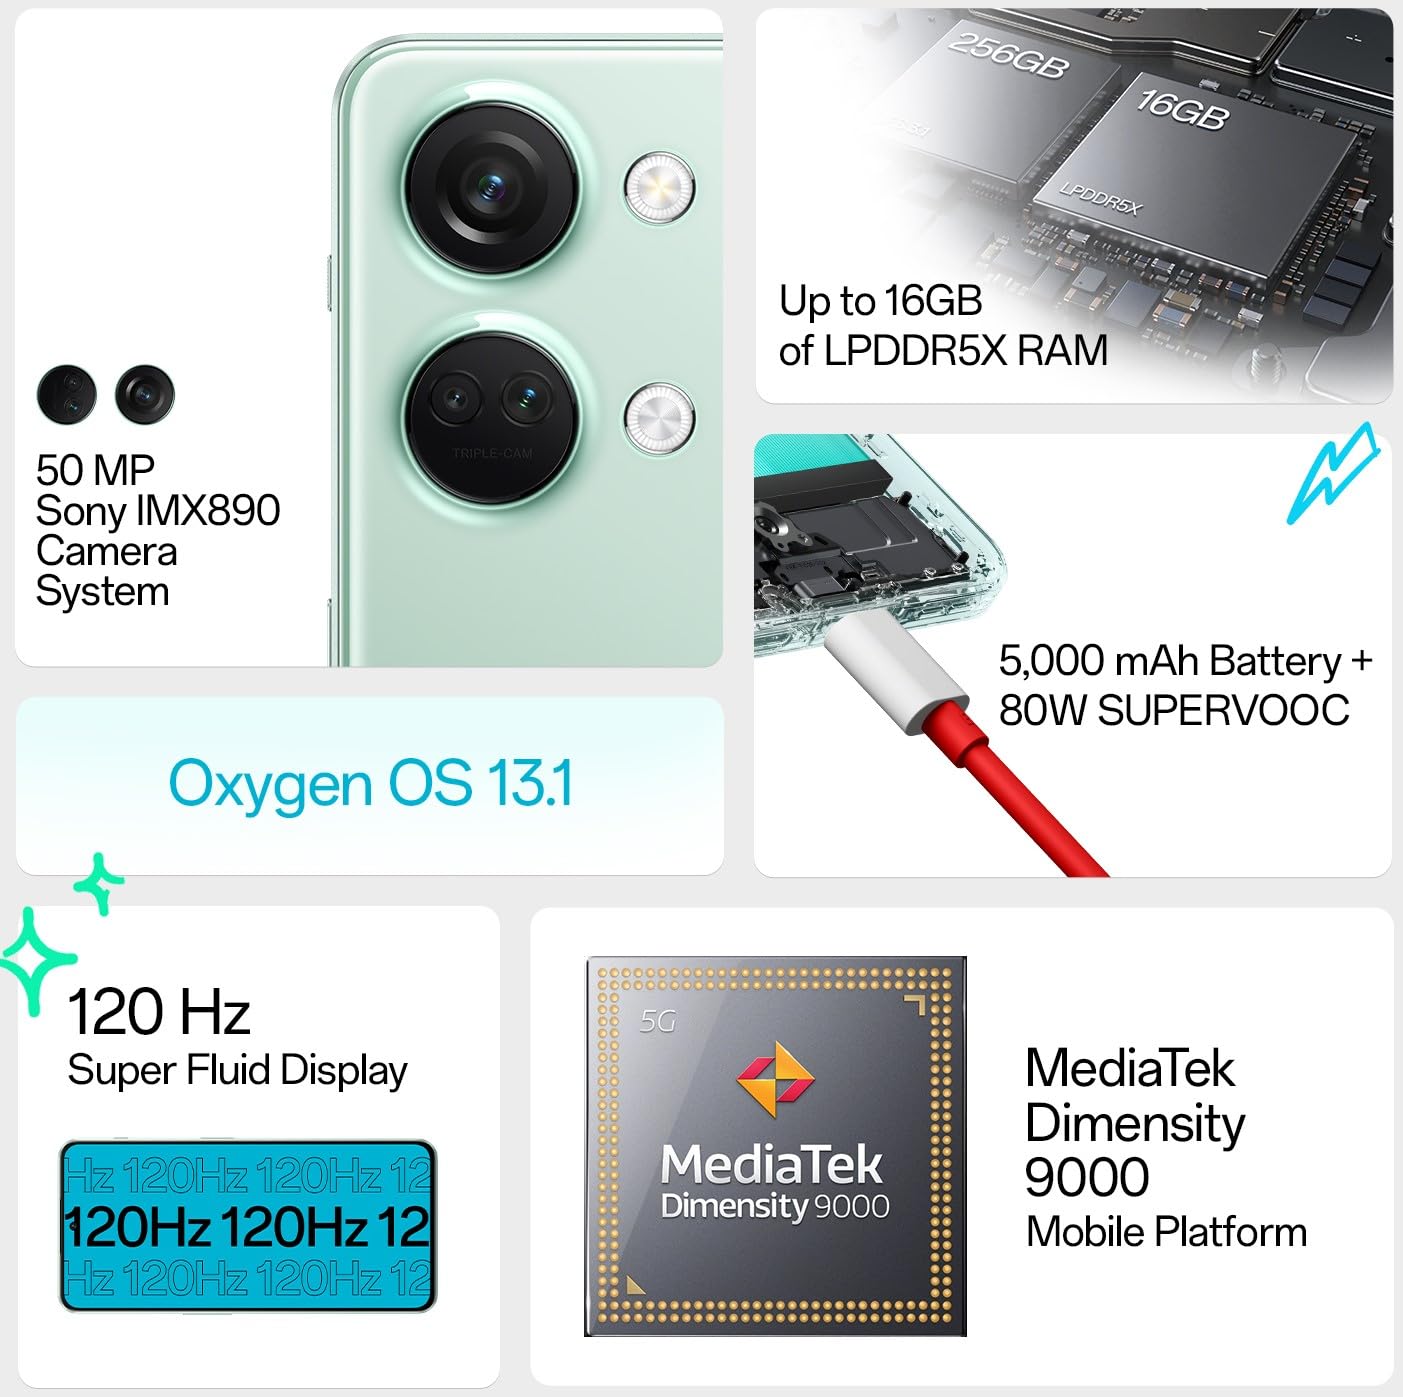 TRIPLE-CAM
50 MP
Sony IMX890
Camera
System
256GB
16GB
LPDDR5X
Up to 16GB
of LPDDR5X RAM
5,000 mAh Battery +
80W SUPERVOOC
Oxygen OS 13.1
120 Hz
Super Fluid Display
Hz 120Hz 120Hz 12
120Hz 120Hz 12
Hz 120Hz 120Hz 12
5G
MediaTek
Dimensity 9000
MediaTek
Dimensity
9000
Mobile Platform